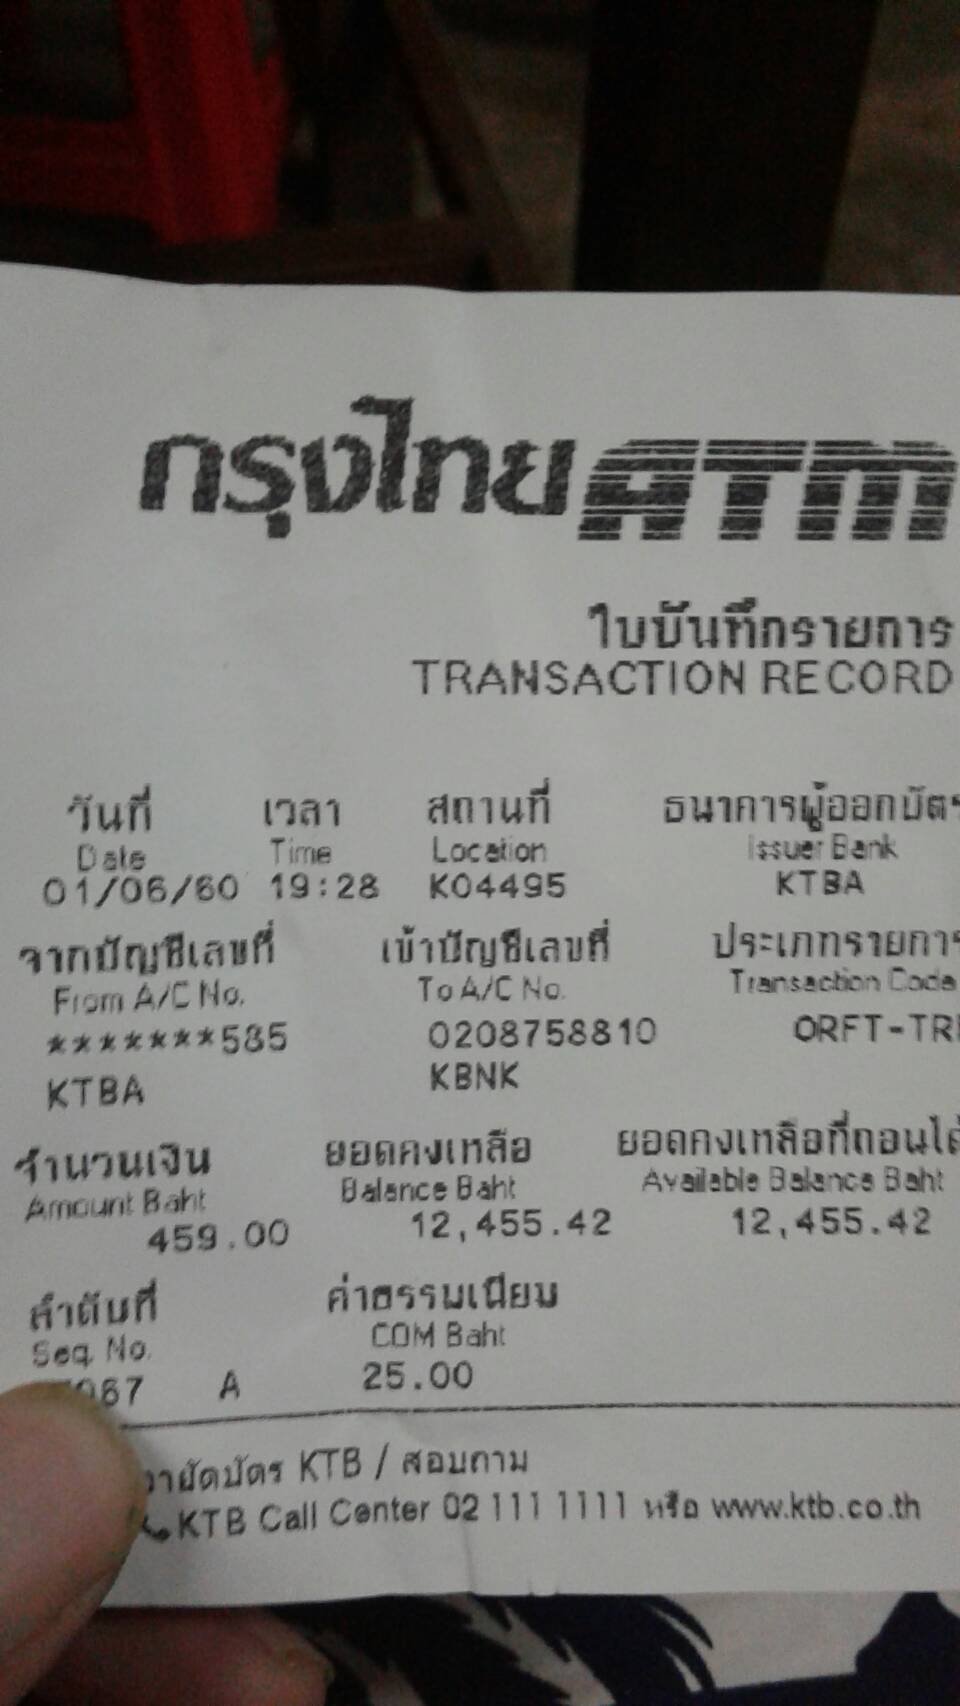 กรุงไทย ATM
ใบบันทึกรายการ
TRANSACTION RECORD
วันที่ เวลา สถานที่ ธนาคารผู้ออกบัตร
Date Time Location Issuer Bank
01/06/60 19:28 K04495 KTBA
จากบัญชีเลขที่ เข้าบัญชีเลขที่ ประเภทรายการ
From A/C No. To A/C No. Transaction Code
*******585 0208758810 ORFT-TR
KTBA KBNK
จำนวนเงิน ยอดคงเหลือ ยอดคงเหลือที่ถอนได้
Amount Baht Balance Baht Available Balance Baht
459.00 12,455.42 12,455.42
ลำดับที่ ค่าธรรมเนียม
Seq. No. COM Baht
067 A 25.00
อายัดบัตร KTB / สอบถาม
KTB Call Center 02 111 1111 หรือ www.ktb.co.th